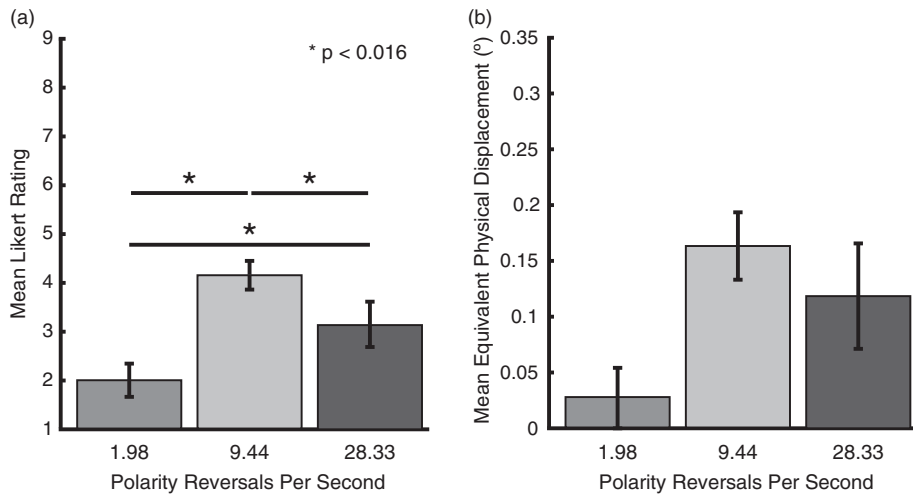 (a)
9
8
7
6
5
4
3
2
1
Mean Likert Rating
* p < 0.016
*
*
*
1.98 9.44 28.33
Polarity Reversals Per Second
(b)
0.35
0.3
0.25
0.2
0.15
0.1
0.05
0
Mean Equivalent Physical Displacement (º)
1.98 9.44 28.33
Polarity Reversals Per Second